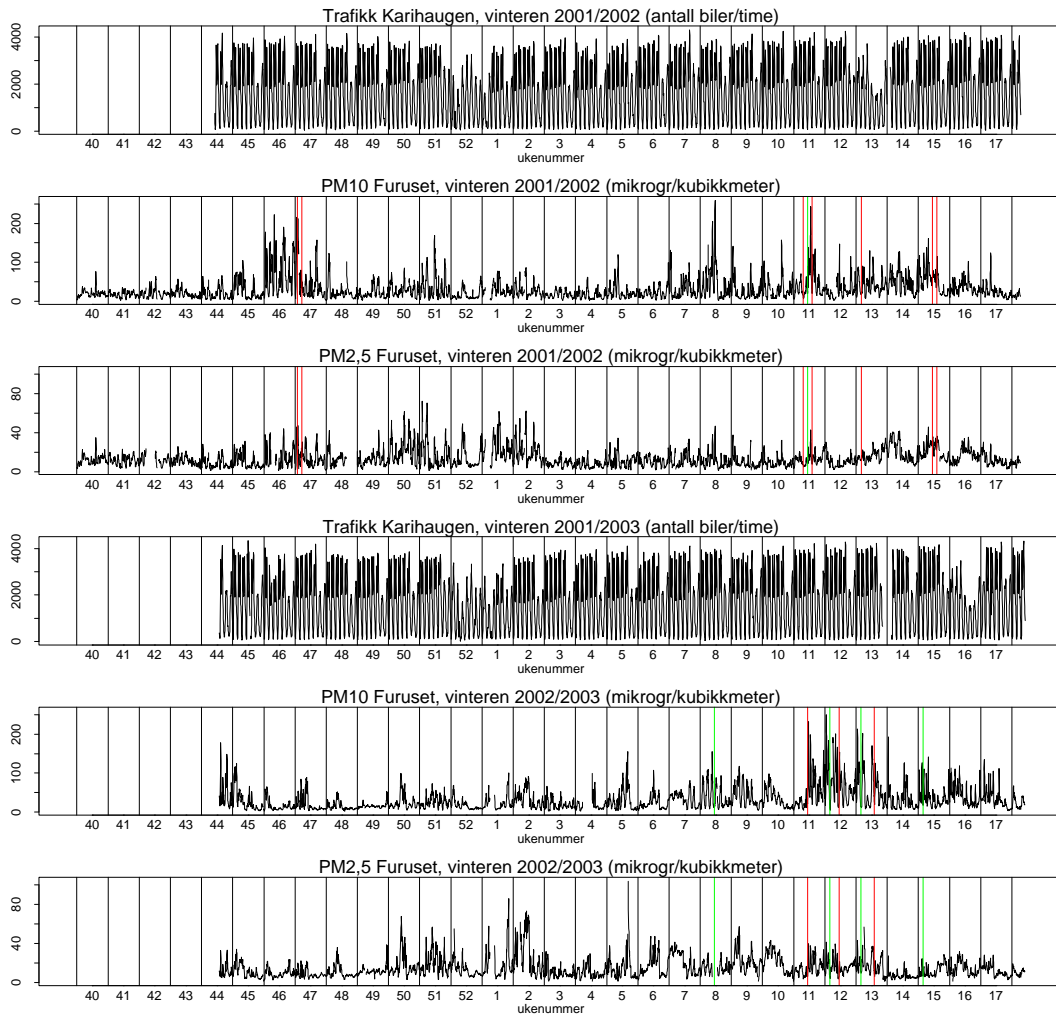 Trafikk Karihaugen, vinteren 2001/2002 (antall biler/time)
0 2000 4000
40 41 42 43 44 45 46 47 48 49 50 51 52 1 2 3 4 5 6 7 8 9 10 11 12 13 14 15 16 17
ukenummer
PM10 Furuset, vinteren 2001/2002 (mikrogr/kubikkmeter)
0 100 200
40 41 42 43 44 45 46 47 48 49 50 51 52 1 2 3 4 5 6 7 8 9 10 11 12 13 14 15 16 17
ukenummer
PM2,5 Furuset, vinteren 2001/2002 (mikrogr/kubikkmeter)
0 40 80
40 41 42 43 44 45 46 47 48 49 50 51 52 1 2 3 4 5 6 7 8 9 10 11 12 13 14 15 16 17
ukenummer
Trafikk Karihaugen, vinteren 2001/2003 (antall biler/time)
0 2000 4000
40 41 42 43 44 45 46 47 48 49 50 51 52 1 2 3 4 5 6 7 8 9 10 11 12 13 14 15 16 17
ukenummer
PM10 Furuset, vinteren 2002/2003 (mikrogr/kubikkmeter)
0 100 200
40 41 42 43 44 45 46 47 48 49 50 51 52 1 2 3 4 5 6 7 8 9 10 11 12 13 14 15 16 17
ukenummer
PM2,5 Furuset, vinteren 2002/2003 (mikrogr/kubikkmeter)
0 40 80
40 41 42 43 44 45 46 47 48 49 50 51 52 1 2 3 4 5 6 7 8 9 10 11 12 13 14 15 16 17
ukenummer